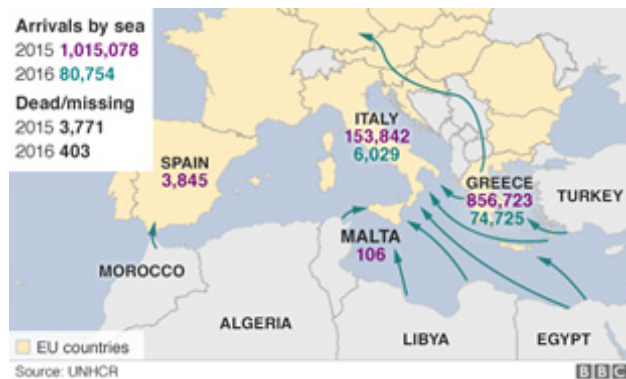 Arrivals by sea
2015 1,015,078
2016 80,754
Dead/missing
2015 3,771
2016 403
ITALY
153,842
6,029
SPAIN
3,845
GREECE
856,723
74,725
TURKEY
MALTA
106
MOROCCO
ALGERIA
LIBYA
EGYPT
EU countries
Source: UNHCR
BBC